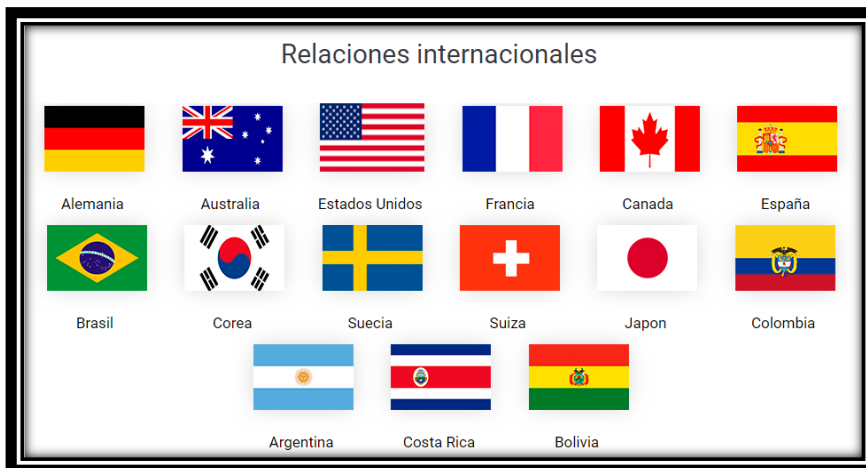 Relaciones internacionales
Alemania Australia Estados Unidos Francia Canada España
Brasil Corea Suecia Suiza Japon Colombia
Argentina Costa Rica Bolivia